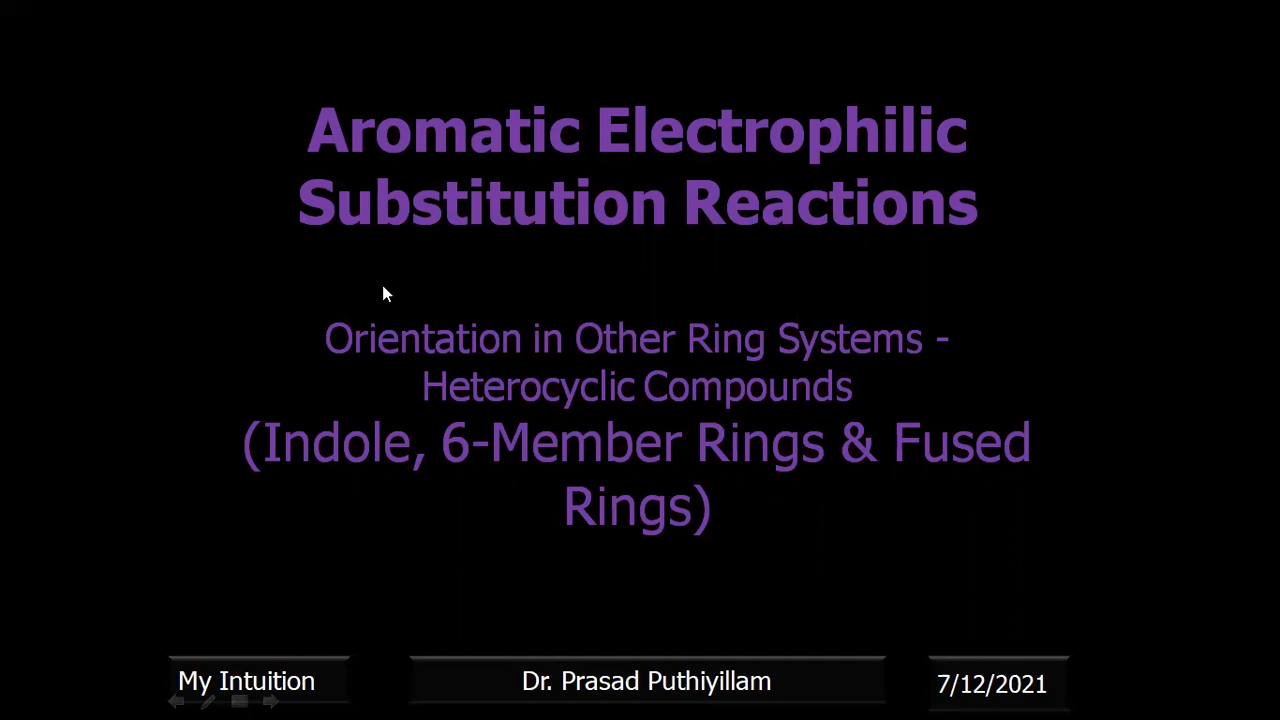 Aromatic Electrophilic
Substitution Reactions
Orientation in Other Ring Systems -
Heterocyclic Compounds
(Indole, 6-Member Rings & Fused
Rings)
My Intuition
Dr. Prasad Puthiyillam
7/12/2021